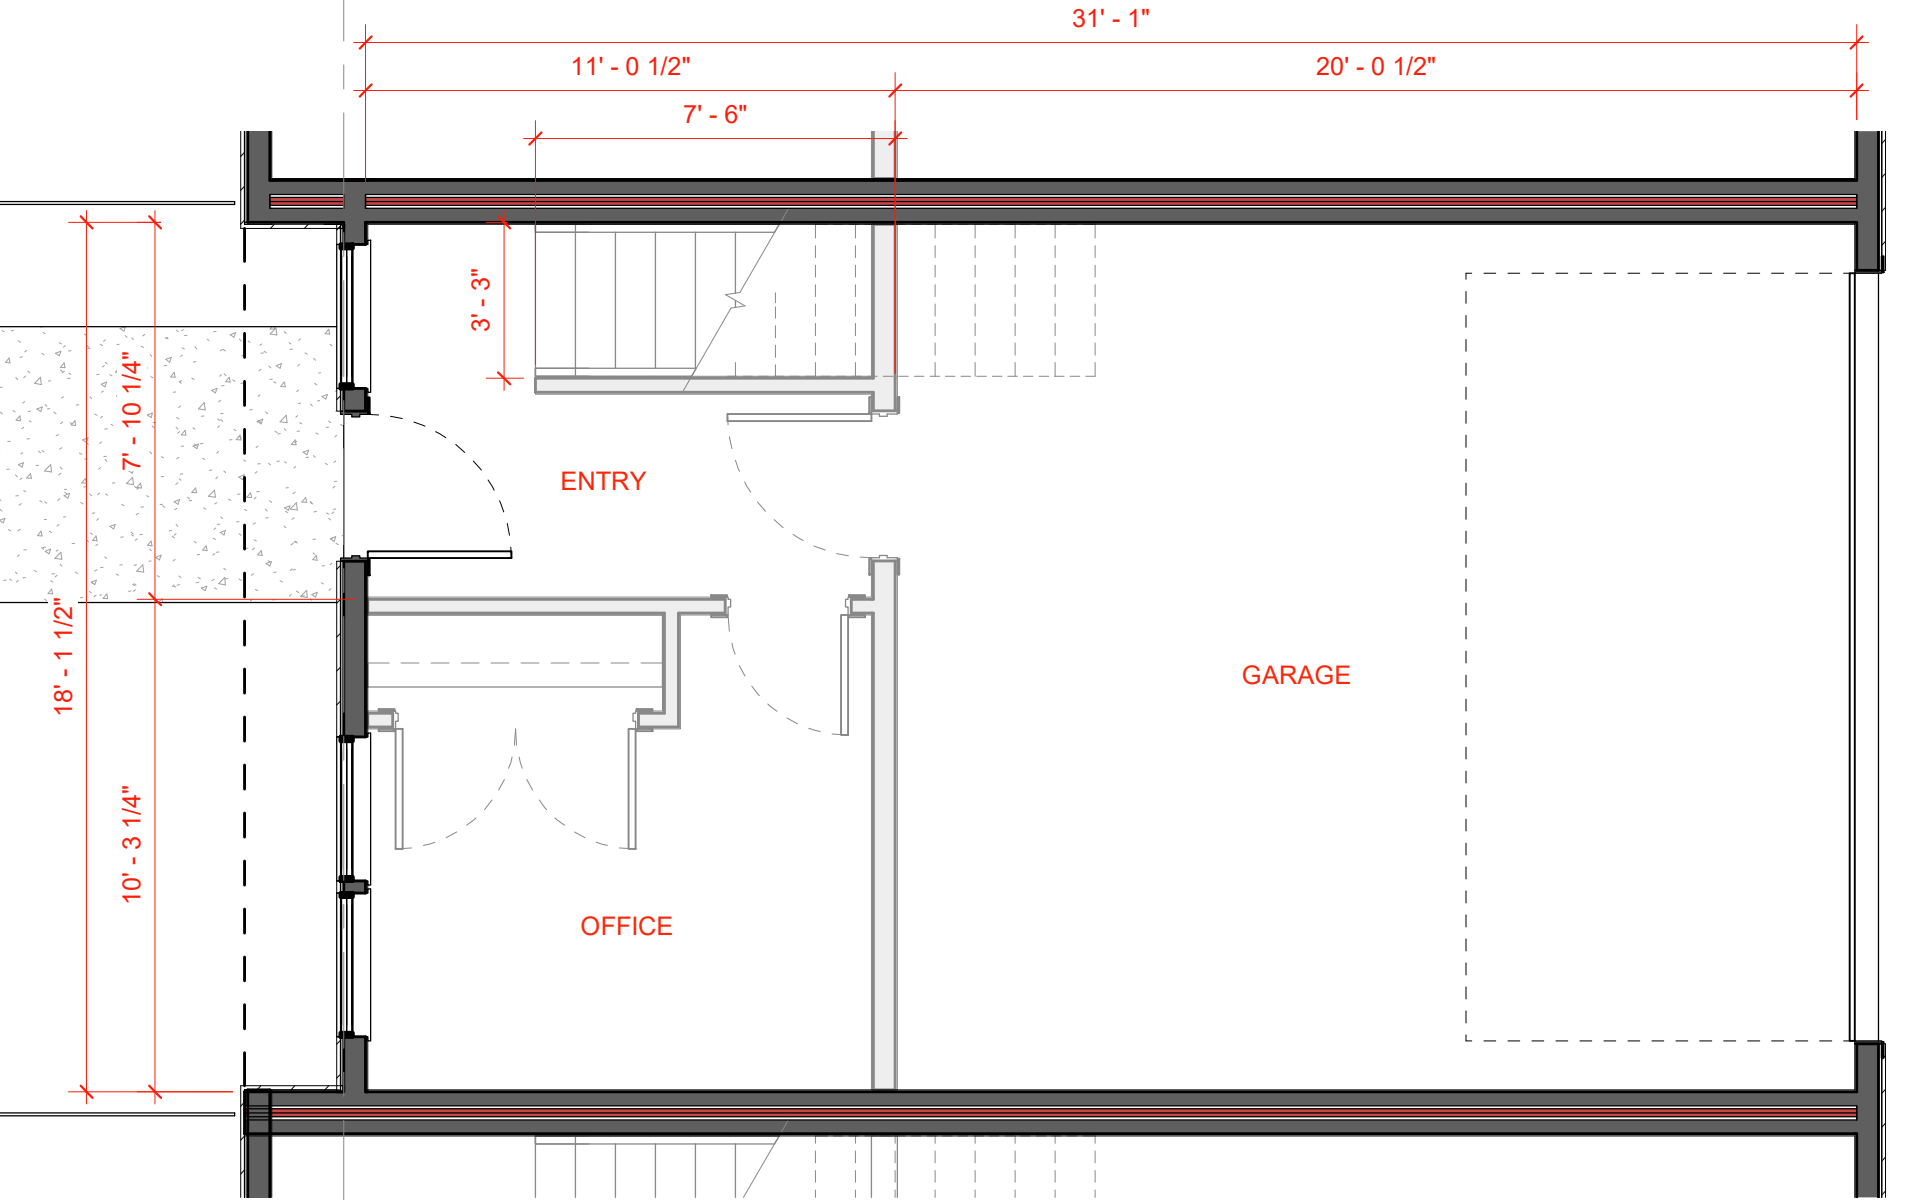 31' - 1"
11' - 0 1/2"
20' - 0 1/2"
7' - 6"
3' - 3"
7' - 10 1/4"
ENTRY
18' - 1 1/2"
GARAGE
10' - 3 1/4"
OFFICE